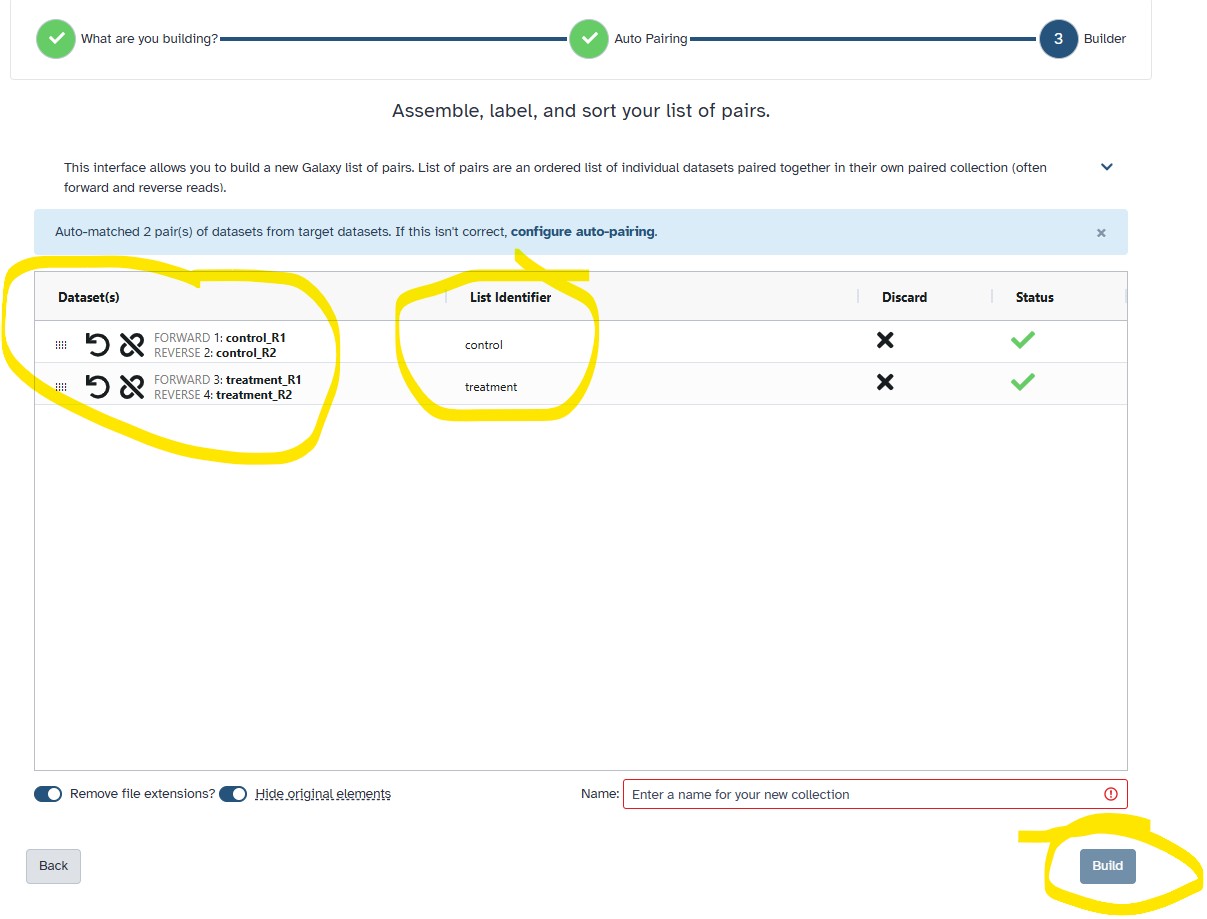 What are you building?
Auto Pairing
3
Builder
Assemble, label, and sort your list of pairs.
This interface allows you to build a new Galaxy list of pairs. List of pairs are an ordered list of individual datasets paired together in their own paired collection (often
forward and reverse reads).
Auto-matched 2 pair(s) of datasets from target datasets. If this isn't correct, configure auto-pairing.
Dataset(s)
List Identifier
Discard
Status
FORWARD 1: control_R1
REVERSE 2: control_R2
control
FORWARD 3: treatment_R1
REVERSE 4: treatment_R2
treatment
Remove file extensions?
Hide original elements
Name:
Enter a name for your new collection
Back
Build